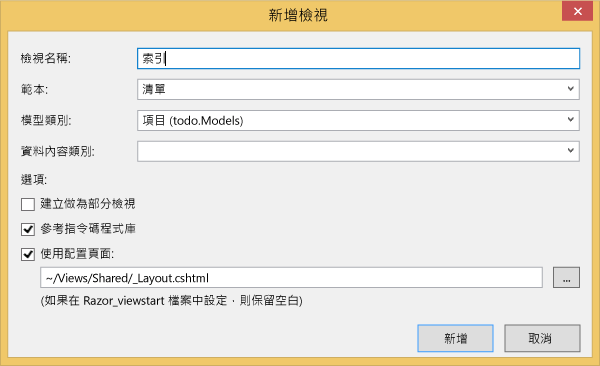 新增檢視
檢視名稱: 索引
範本: 清單
模型類別: 項目 (todo.Models)
資料內容類別:
選項:
建立做為部分檢視
參考指令碼程式庫
使用配置頁面:
~/Views/Shared/_Layout.cshtml
...
(如果在 Razor_viewstart 檔案中設定，則保留空白)
新增 取消